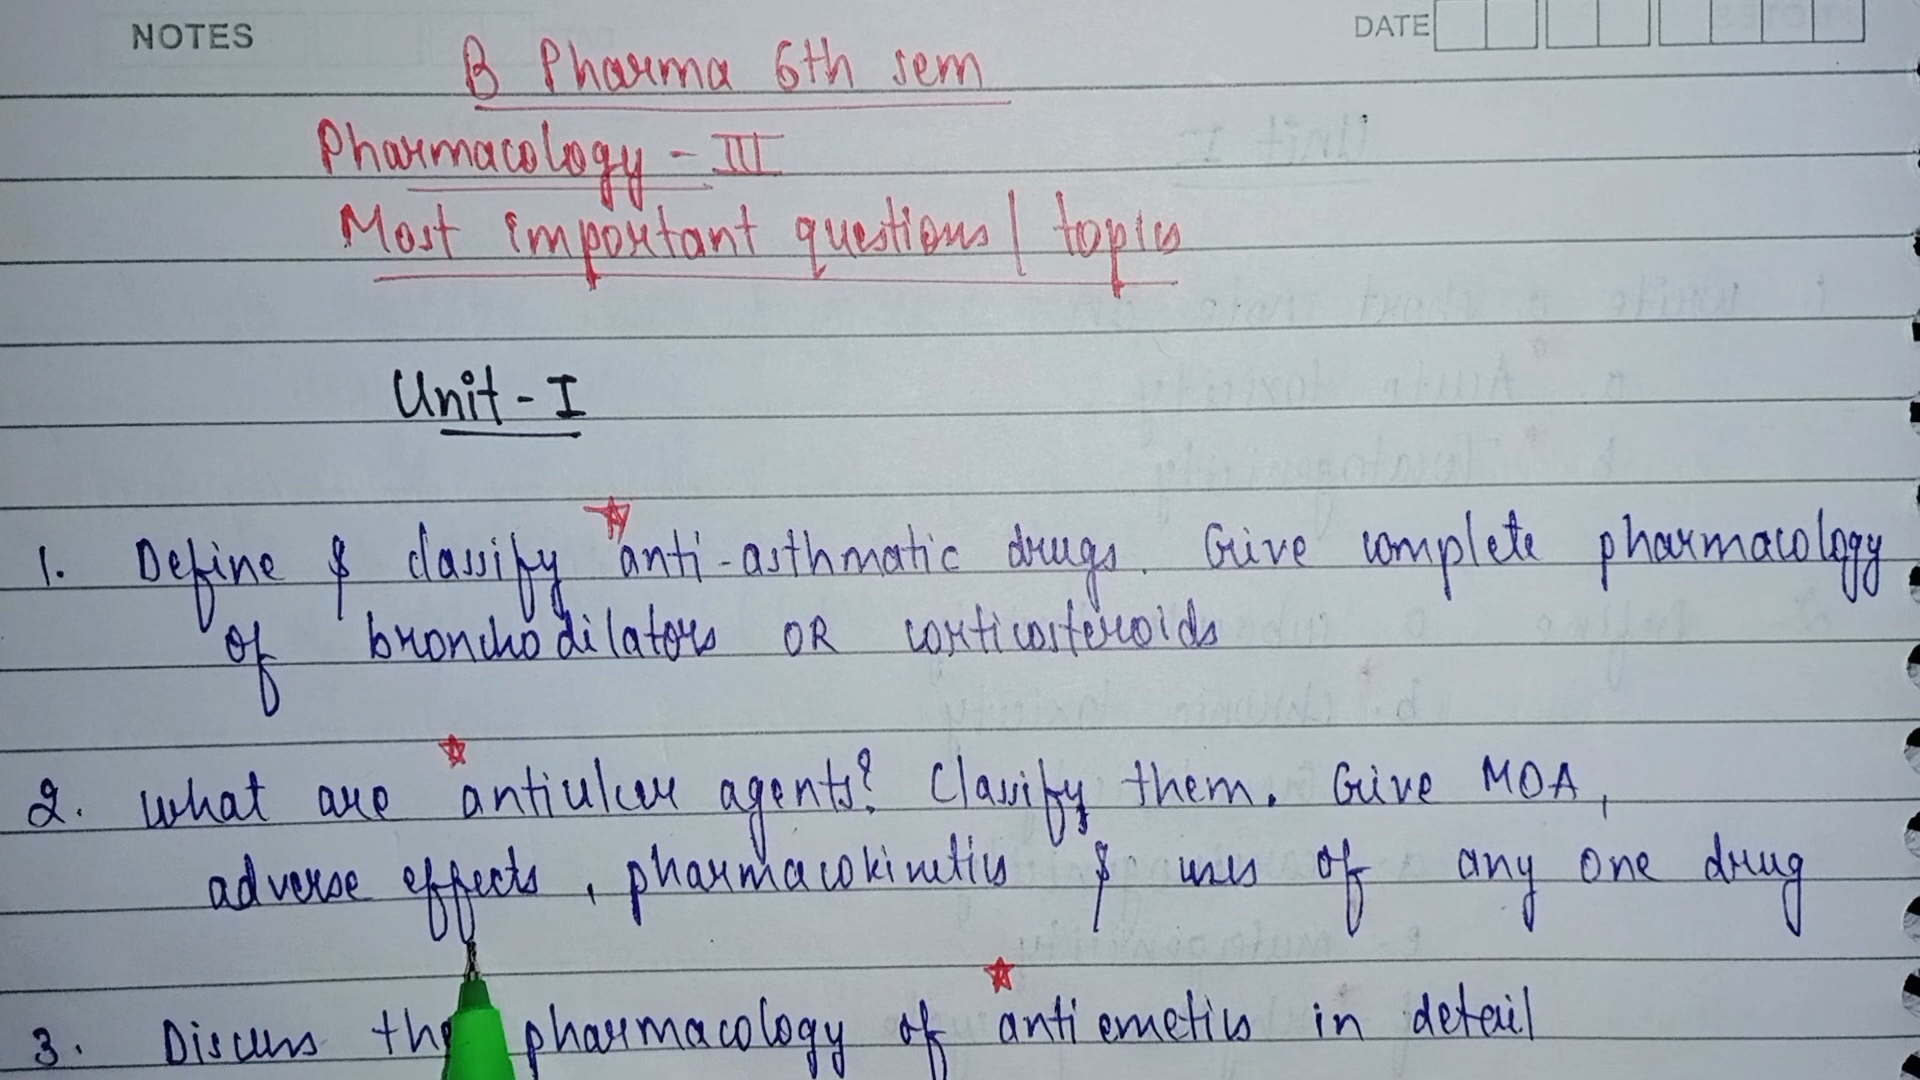 NOTES
DATE
B Pharma 6th sem
Pharmacology - III
Most important questions / topics
Unit - I
1. Define & classify anti-asthmatic drugs. Give complete pharmacology
of bronchodilators OR corticosteroids
2. What are antiulcer agents? Classify them. Give MOA,
adverse effects, pharmacokinetics & uses of any one drug
3. Discuss the pharmacology of antiemetics in detail